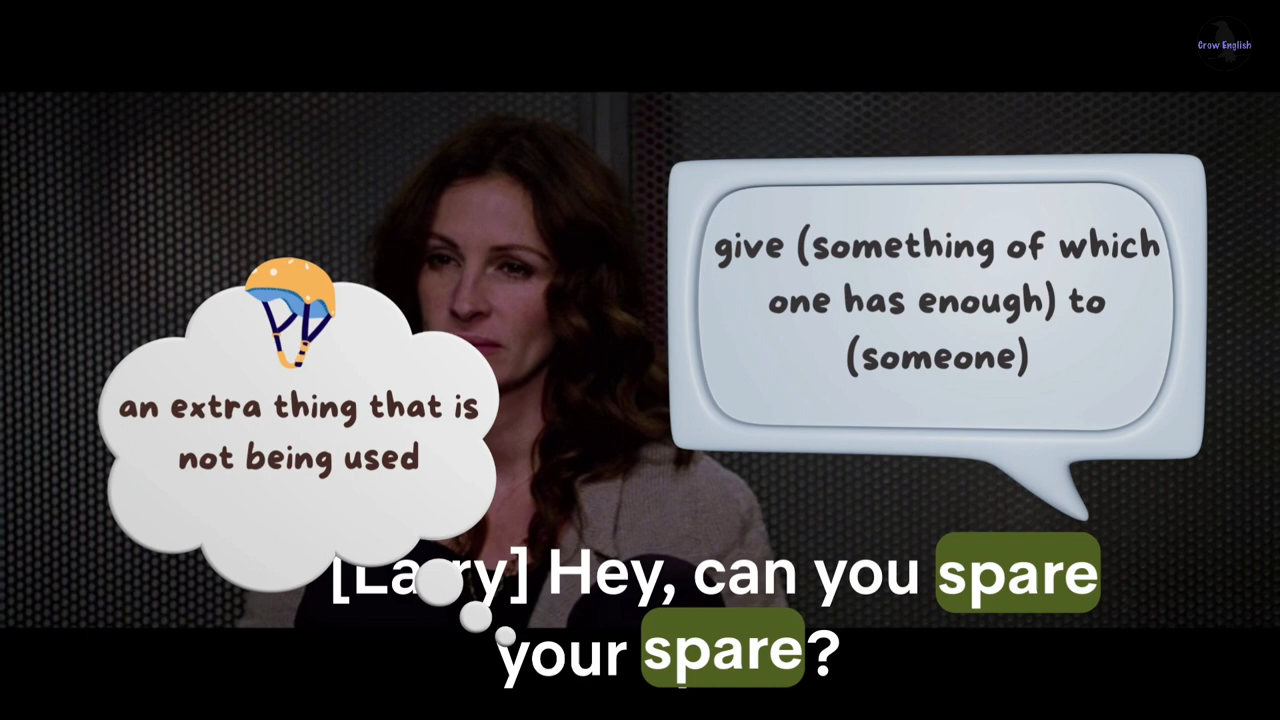 Crow English
give (something of which
one has enough) to
(someone)
an extra thing that is
not being used
[Larry] Hey, can you spare
your spare?